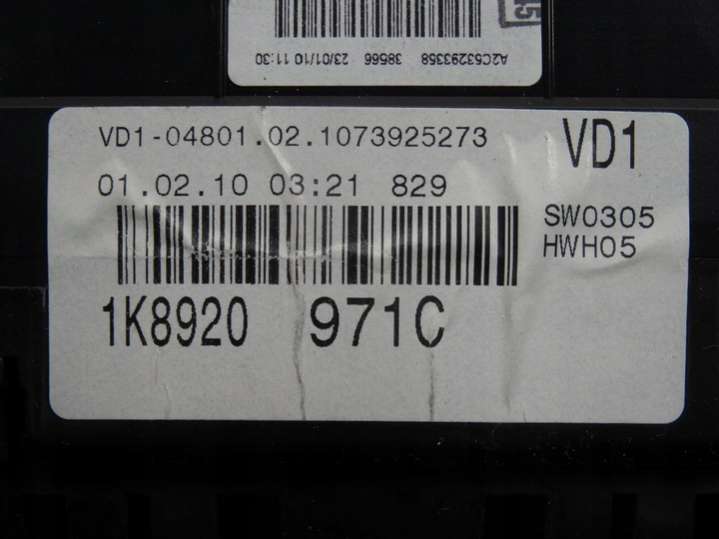 A2C53293358 38566 23/01/10 11:30
VD1-04801.02.1073925273
VD1
01.02.10 03:21 829
SW0305
HWH05
1K8920 971C